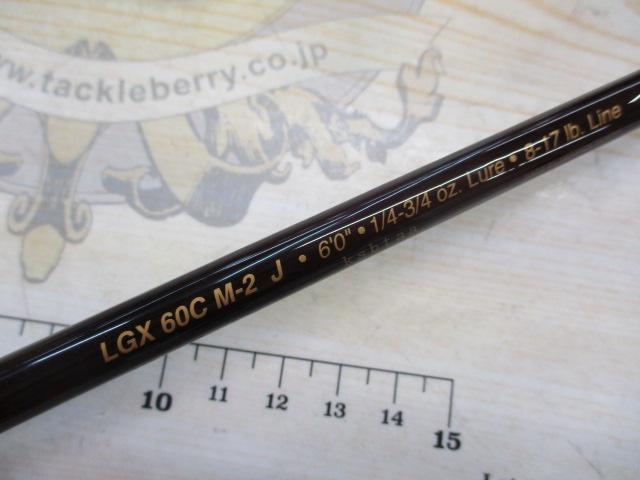 www.tackleberry.co.jp
LGX 60C M-2 J • 6'0" • 1/4-3/4 oz. Lure • 8-17 lb. Line
10 11 12 13 14 15